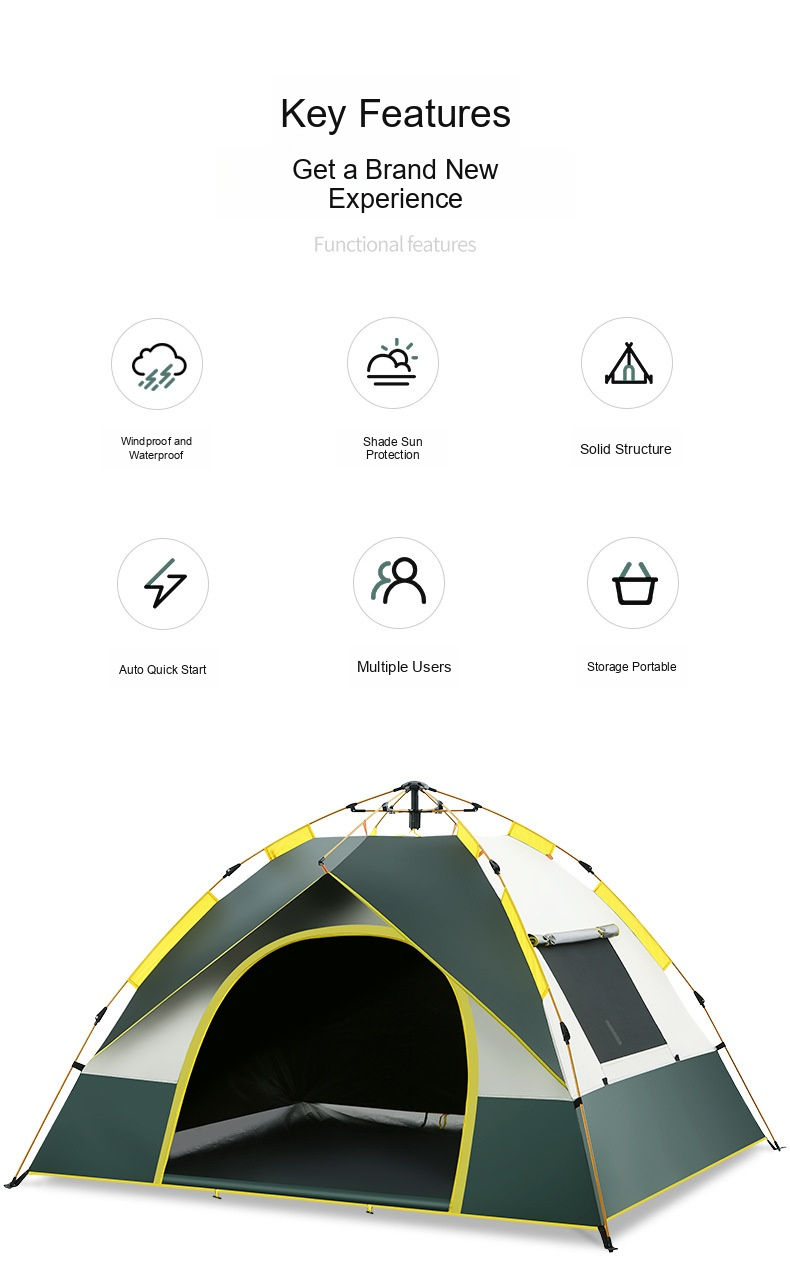 Key Features
Get a Brand New
Experience
Functional features
Windproof and
Waterproof
Shade Sun
Protection
Solid Structure
Auto Quick Start
Multiple Users
Storage Portable